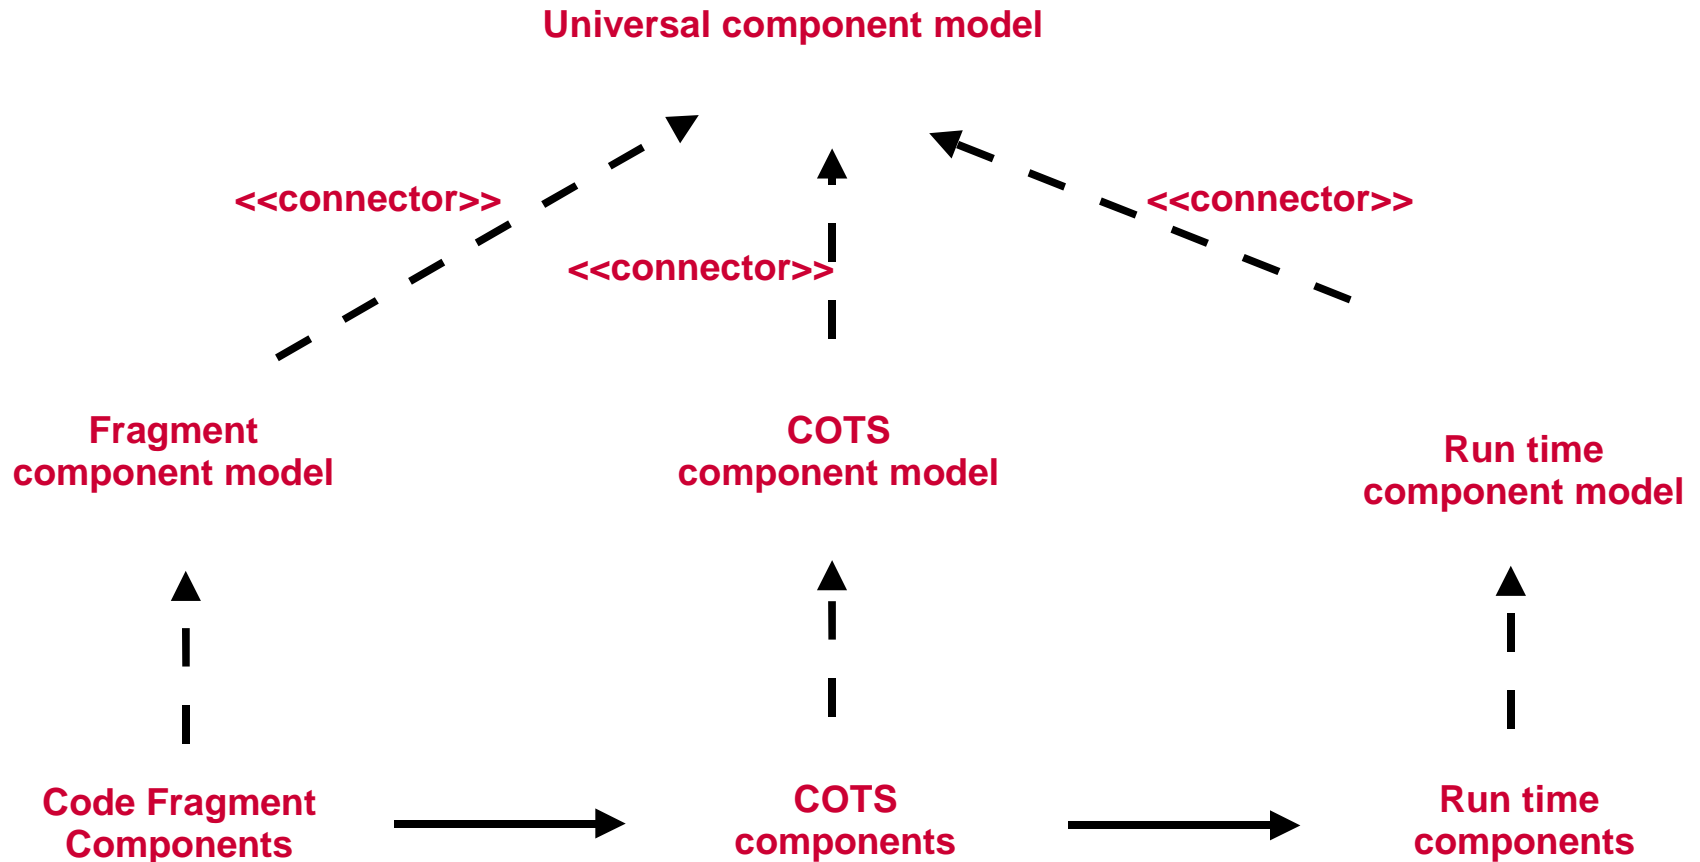 Universal component model
<<connector>>
<<connector>>
<<connector>>
Fragment
component model
COTS
component model
Run time
component model
Code Fragment
Components
COTS
components
Run time
components